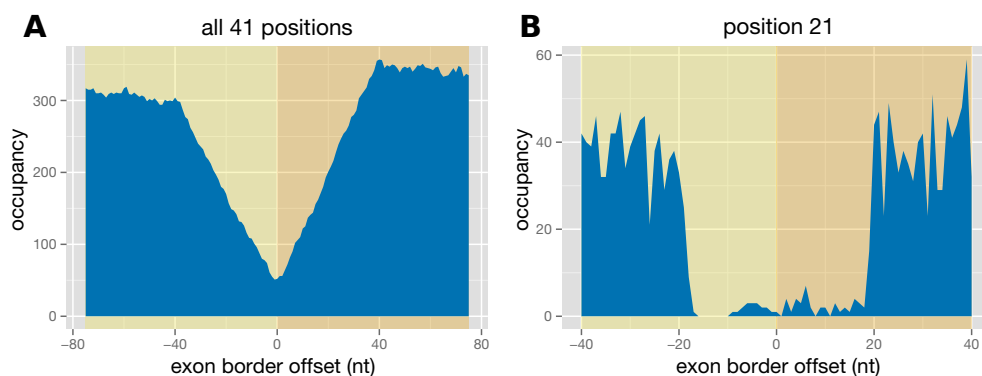 A
all 41 positions
occupancy
300
200
100
0
−80
−40
0
40
80
exon border offset (nt)
B
position 21
occupancy
60
40
20
0
−40
−20
0
20
40
exon border offset (nt)